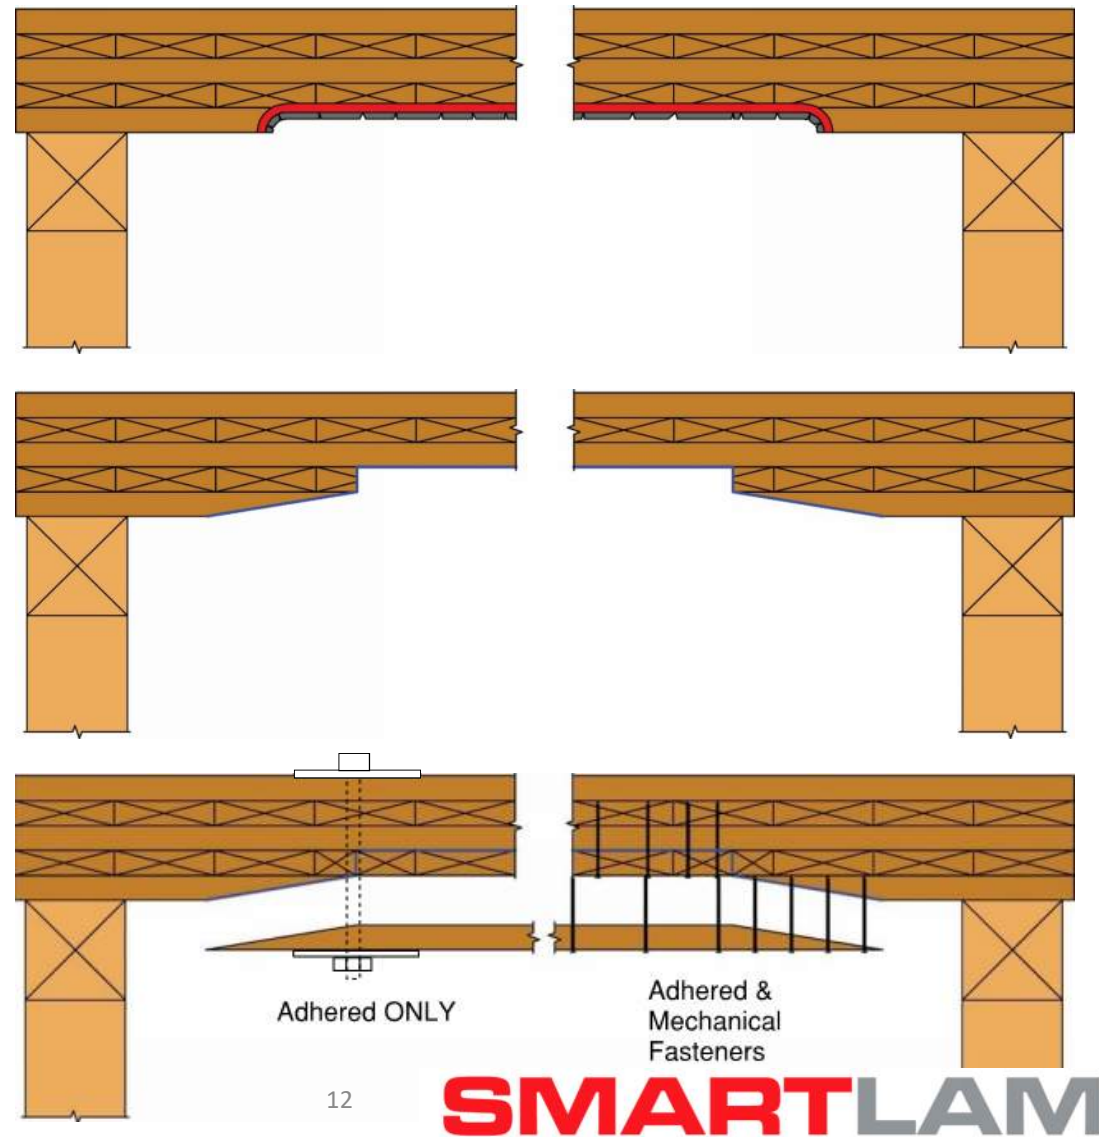 Adhered ONLY
Adhered &
Mechanical
Fasteners
12
SMARTLAM